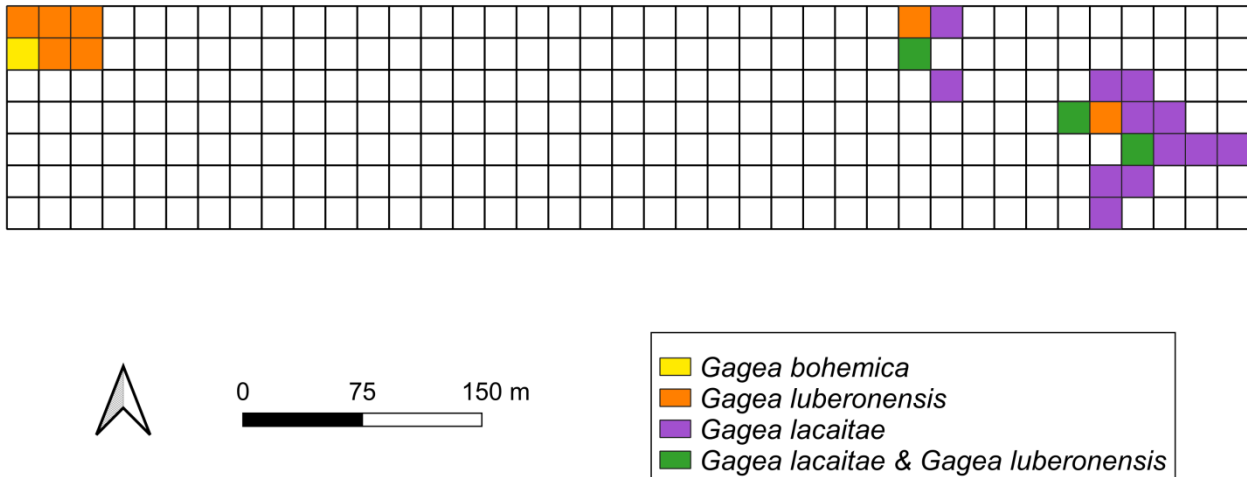 0 75 150 m
Gagea bohemica
Gagea luberonensis
Gagea lacaitae
Gagea lacaitae & Gagea luberonensis